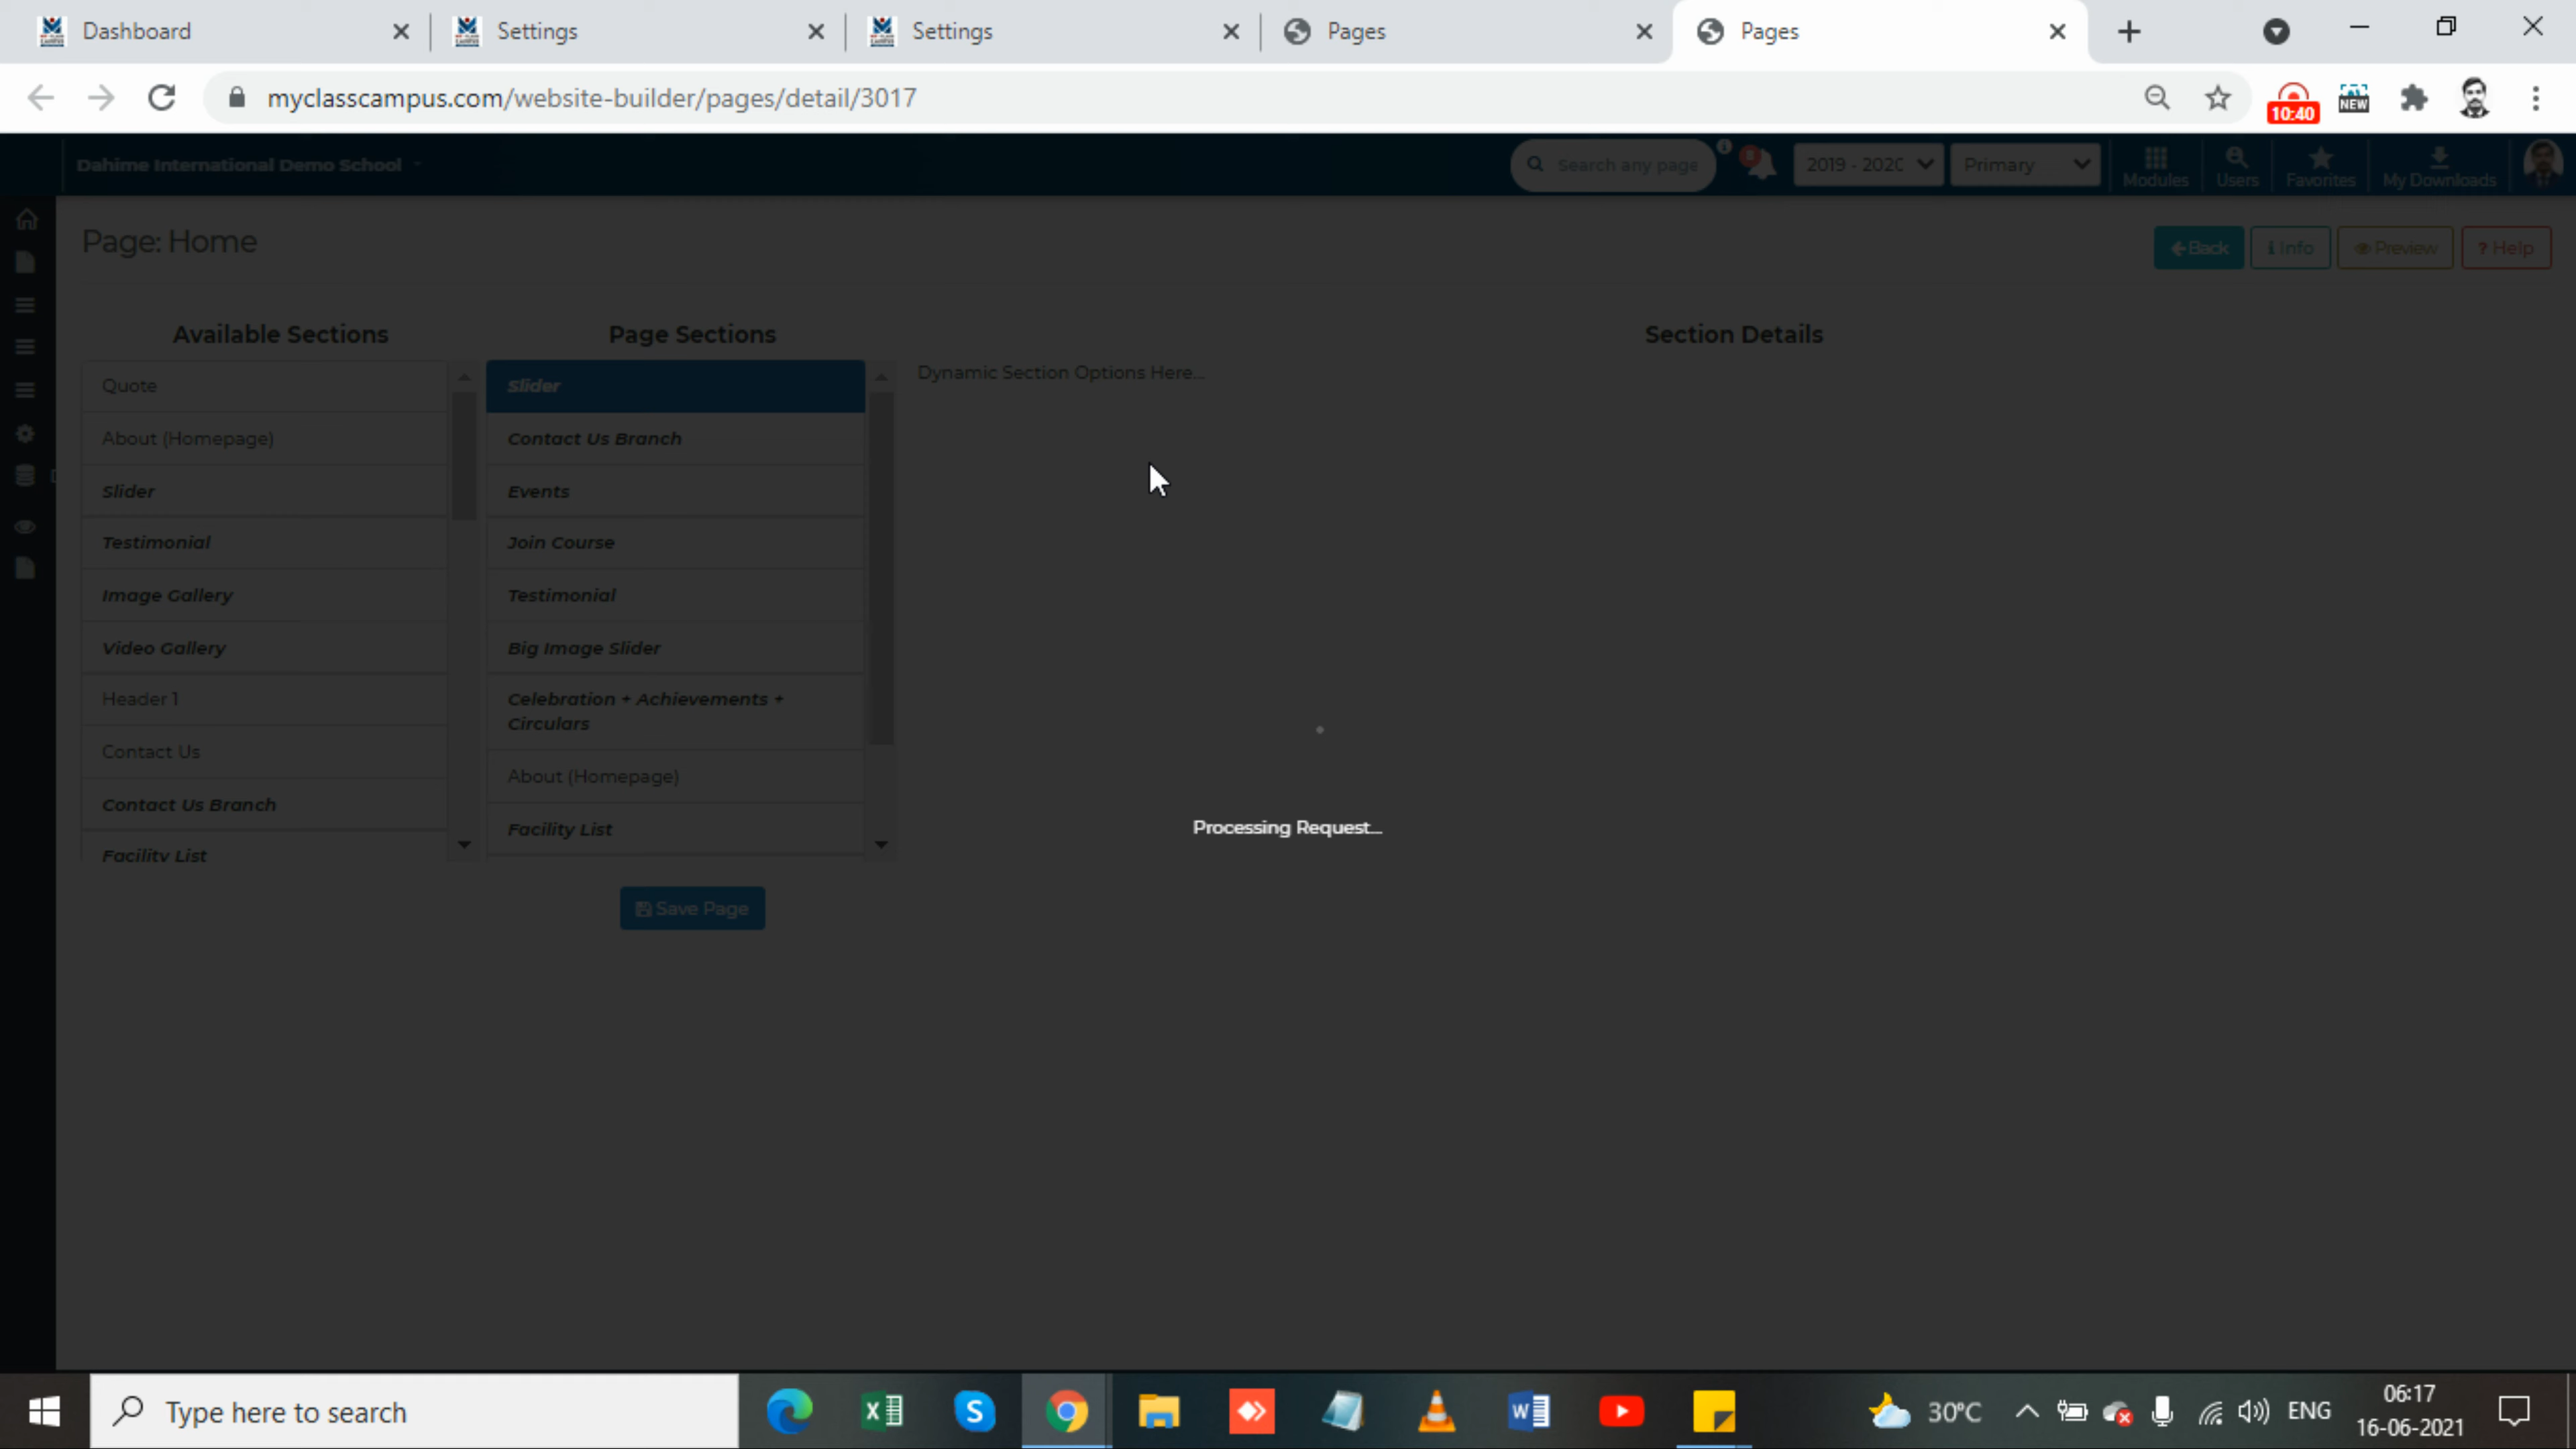 Dashboard
Settings
Settings
Pages
Pages
myclasscampus.com/website-builder/pages/detail/3017
10:40
NEW
Dahime International Demo School
Search any page
2019 - 202C
Primary
Modules
Users
Favorites
My Downloads
Page: Home
Back
Info
Preview
? Help
Available Sections
Page Sections
Section Details
Quote
About (Homepage)
Slider
Testimonial
Image Gallery
Video Gallery
Header 1
Contact Us
Contact Us Branch
Facility List
Slider
Contact Us Branch
Events
Join Course
Testimonial
Big Image Slider
Celebration + Achievements +
Circulars
About (Homepage)
Facility List
Dynamic Section Options Here...
Processing Request...
Save Page
Type here to search
30°C
ENG
06:17
16-06-2021